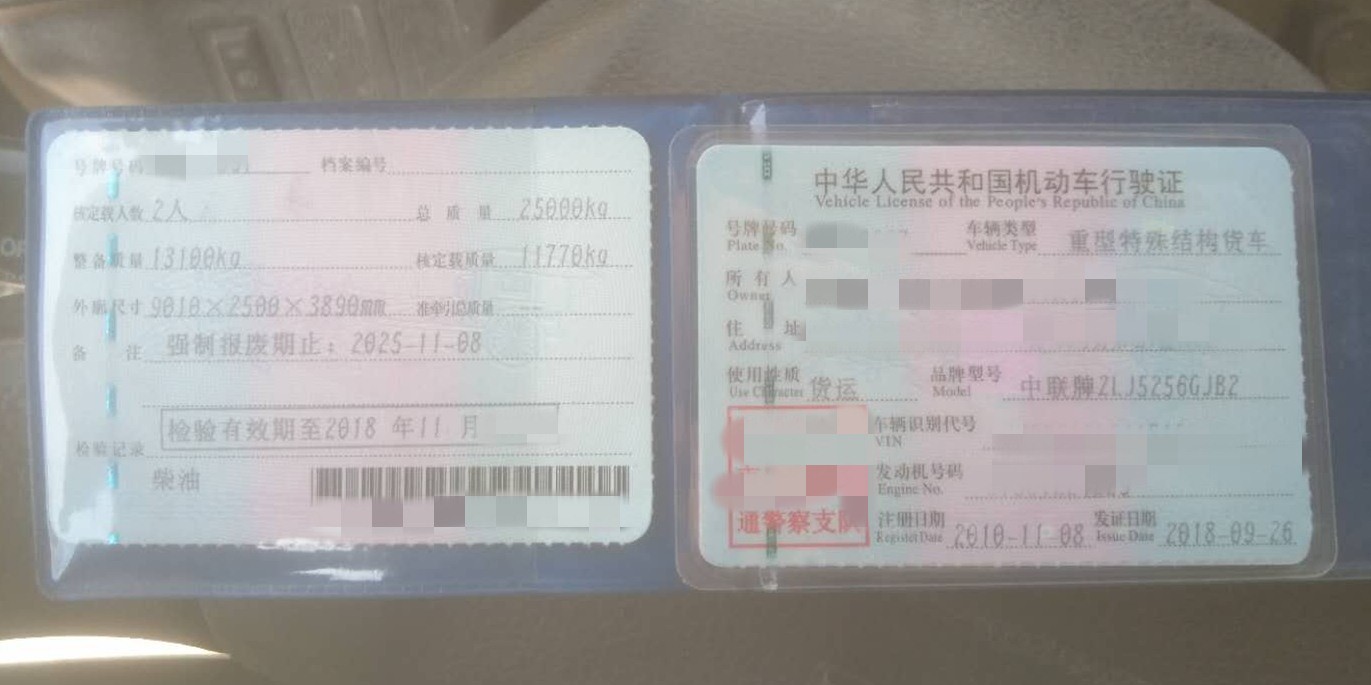 号牌号码 档案编号
核定载人数 2人 总质量 25000kg
整备质量 13100kg 核定载质量 11770kg
外廓尺寸 9010×2500×3890mm 准牵引总质量 --
备注 强制报废期止：2025-11-08
检验记录 检验有效期至2018 年11 月
柴油
中华人民共和国机动车行驶证
Vehicle License of the People's Republic of China
号牌号码 车辆类型 重型特殊结构货车
Plate No. Vehicle Type
所有人
Owner
住址
Address
使用性质 货运 品牌型号 中联牌ZLJ5256GJB2
Use Character Model
车辆识别代号
VIN
发动机号码
Engine No.
通警察支队 注册日期 2010-11-08 发证日期 2018-09-26
Register Date Issue Date